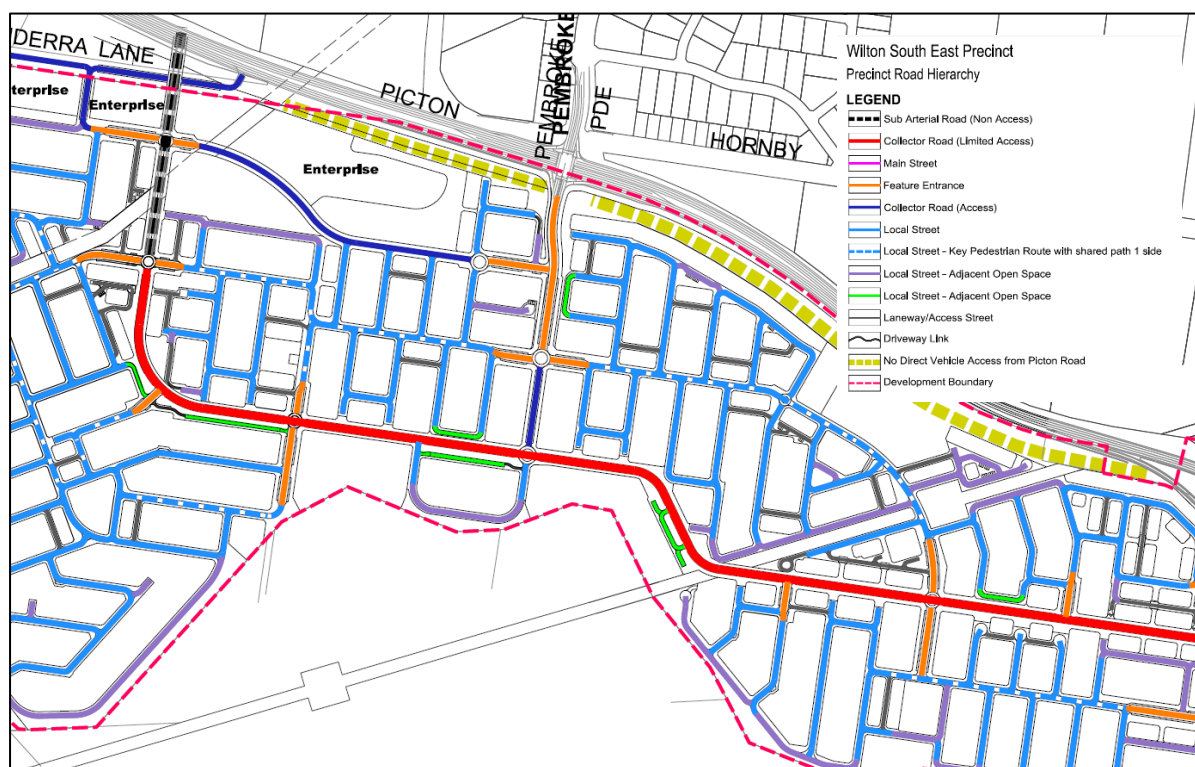 DERRA LANE
PICTON
PEMBROKE
PEMBROKE
PDE
HORNBY
terprise
Enterprise
Enterprise
Wilton South East Precinct
Precinct Road Hierarchy
LEGEND
Sub Arterial Road (Non Access)
Collector Road (Limited Access)
Main Street
Feature Entrance
Collector Road (Access)
Local Street
Local Street - Key Pedestrian Route with shared path 1 side
Local Street - Adjacent Open Space
Local Street - Adjacent Open Space
Laneway/Access Street
Driveway Link
No Direct Vehicle Access from Picton Road
Development Boundary